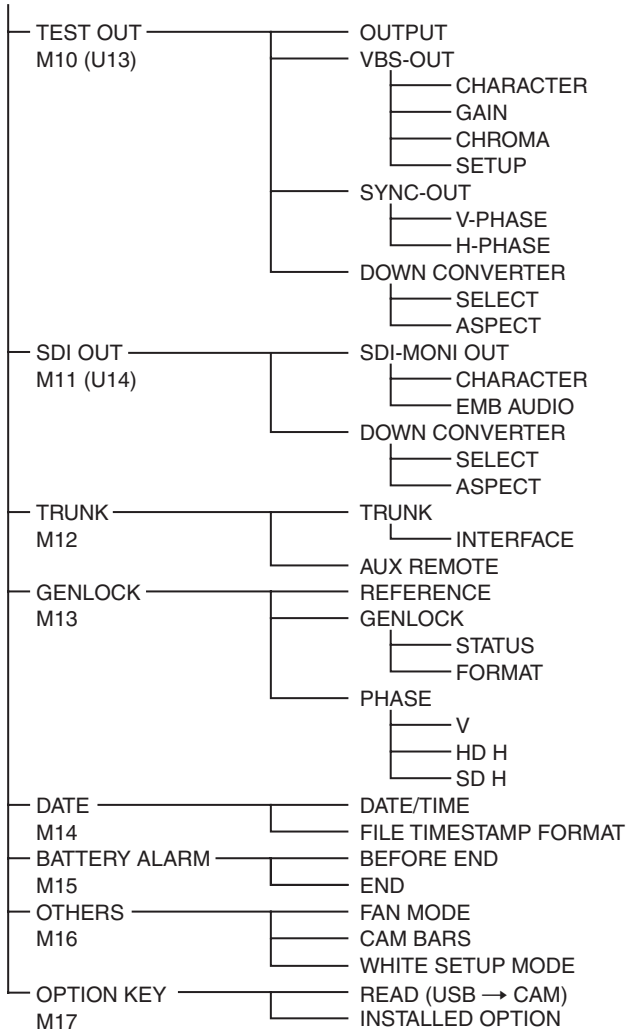 TEST OUT OUTPUT
M10 (U13) VBS-OUT
CHARACTER
GAIN
CHROMA
SETUP
SYNC-OUT
V-PHASE
H-PHASE
DOWN CONVERTER
SELECT
ASPECT
SDI OUT SDI-MONI OUT
M11 (U14) CHARACTER
EMB AUDIO
DOWN CONVERTER
SELECT
ASPECT
TRUNK TRUNK
M12 INTERFACE
AUX REMOTE
GENLOCK REFERENCE
M13 GENLOCK
STATUS
FORMAT
PHASE
V
HD H
SD H
DATE DATE/TIME
M14 FILE TIMESTAMP FORMAT
BATTERY ALARM BEFORE END
M15 END
OTHERS FAN MODE
M16 CAM BARS
WHITE SETUP MODE
OPTION KEY READ (USB → CAM)
M17 INSTALLED OPTION